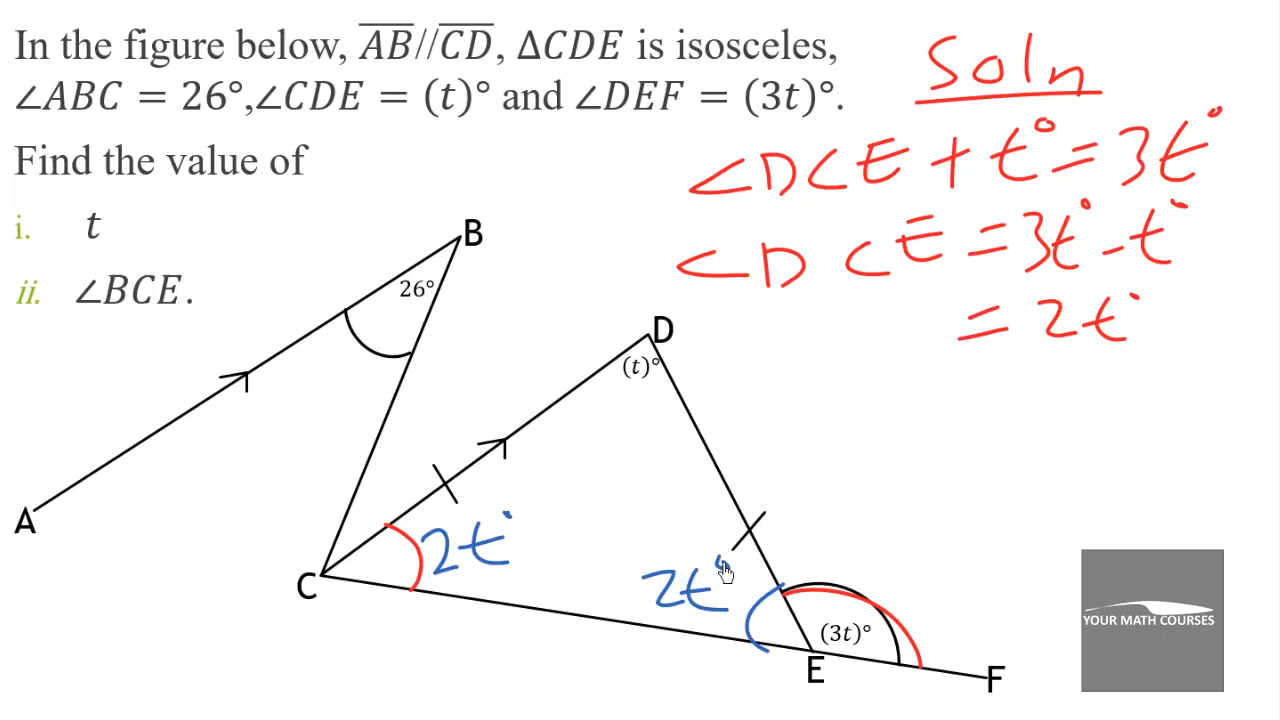 In the figure below, AB//CD, ΔCDE is isosceles,
∠ABC = 26°,∠CDE = (t)° and ∠DEF = (3t)°.
Find the value of
i. t
ii. ∠BCE.
Soln
∠DCE + t° = 3t°
∠DCE = 3t° - t°
= 2t°
B
26°
D
(t)°
A
C
2t°
2t°
(3t)°
E
F
YOUR MATH COURSES